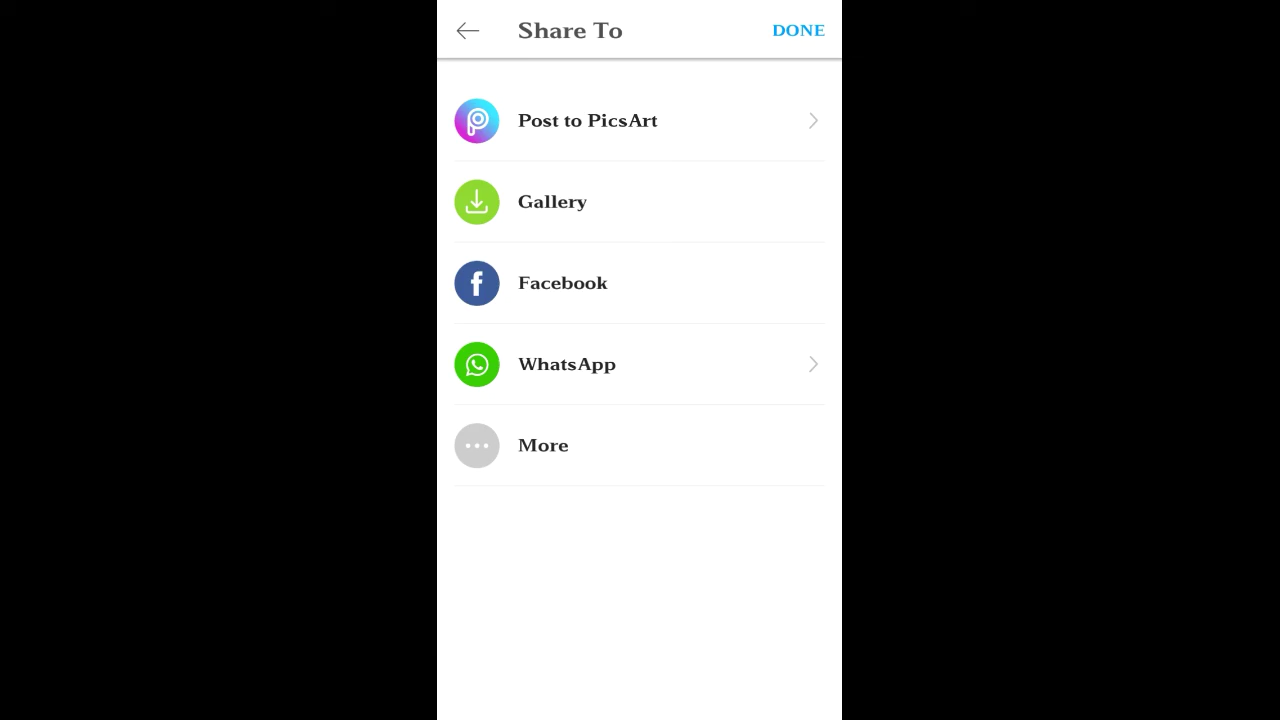 Share To
DONE
Post to PicsArt
Gallery
Facebook
WhatsApp
More